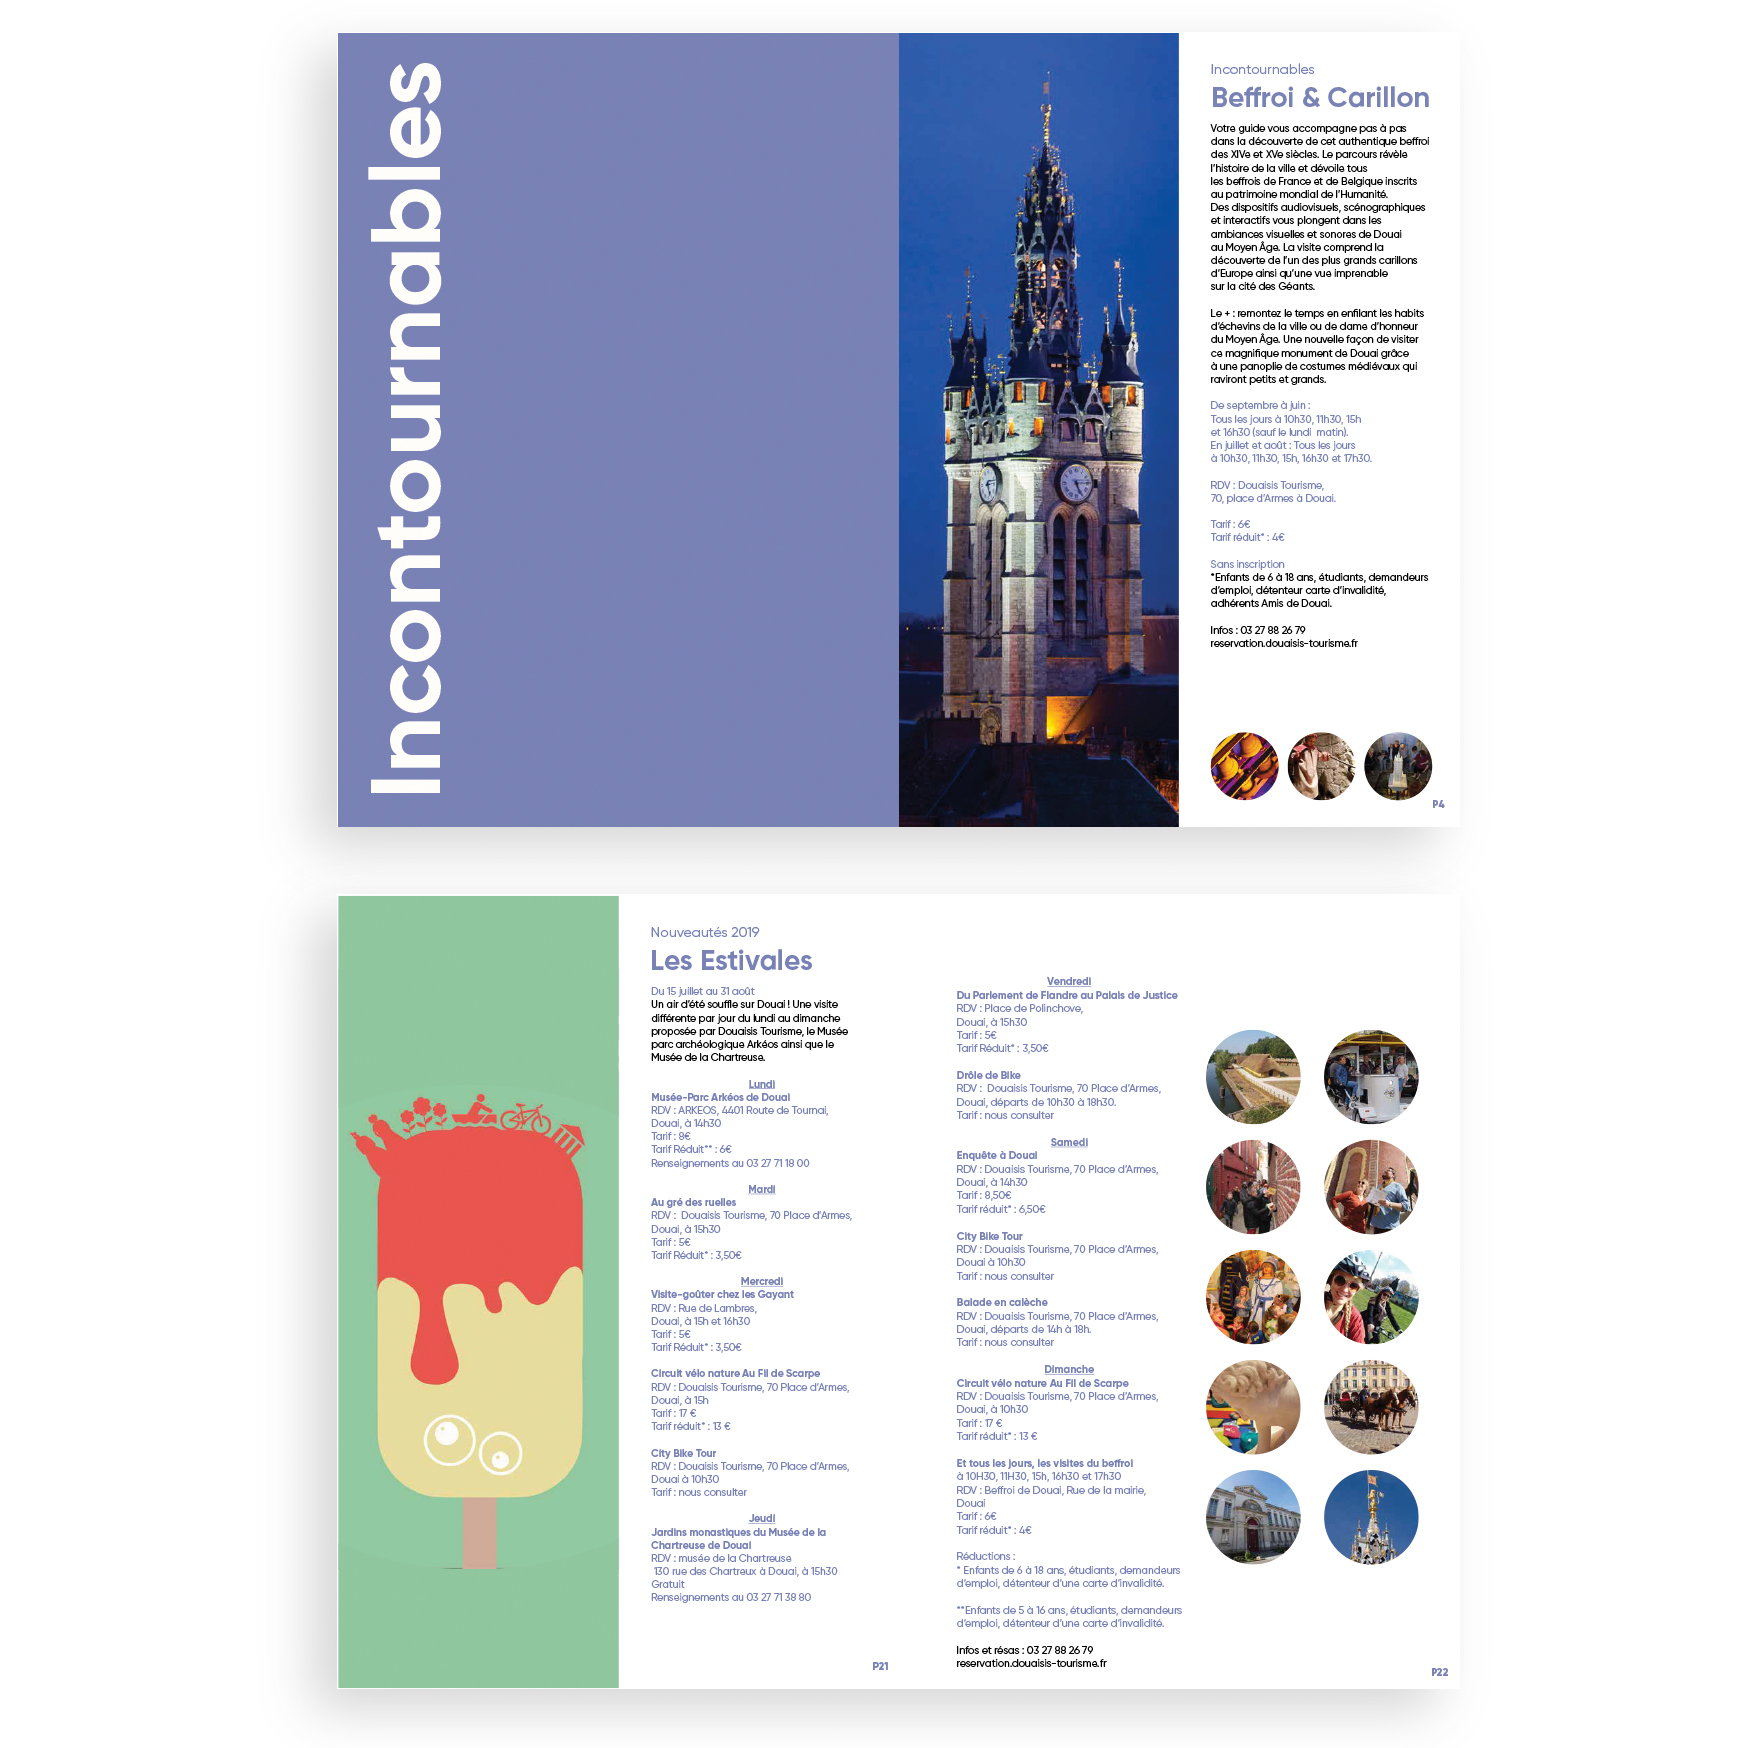 Incontournables
Incontournables
Beffroi & Carillon
Votre guide vous accompagne pas à pas
dans la découverte de cet authentique beffroi
des XIVe et XVe siècles. Le parcours révèle
l'histoire de la ville et dévoile tous
les beffrois de France et de Belgique inscrits
au patrimoine mondial de l'Humanité.
Des dispositifs audiovisuels, scénographiques
et interactifs vous plongent dans les
ambiances visuelles et sonores de Douai
au Moyen Âge. La visite comprend la
découverte de l'un des plus grands carillons
d'Europe ainsi qu'une vue imprenable
sur la cité des Géants.
Le + : remontez le temps en enfilant les habits
d'échevins de la ville ou de dame d'honneur
du Moyen Âge. Une nouvelle façon de visiter
ce magnifique monument de Douai grâce
à une panoplie de costumes médiévaux qui
raviront petits et grands.
De septembre à juin :
Tous les jours à 10h30, 11h30, 15h
et 16h30 (sauf le lundi matin).
En juillet et août : Tous les jours
à 10h30, 11h30, 15h, 16h30 et 17h30.
RDV : Douaisis Tourisme,
70, place d'Armes à Douai.
Tarif : 6€
Tarif réduit* : 4€
Sans inscription
*Enfants de 6 à 18 ans, étudiants, demandeurs
d'emploi, détenteur carte d'invalidité,
adhérents Amis de Douai.
Infos : 03 27 88 26 79
reservation.douaisis-tourisme.fr
P4
Nouveautés 2019
Les Estivales
Du 15 juillet au 31 août
Un air d'été souffle sur Douai ! Une visite
différente par jour du lundi au dimanche
proposée par Douaisis Tourisme, le Musée
parc archéologique Arkéos ainsi que le
Musée de la Chartreuse.
Lundi
Musée-Parc Arkéos de Douai
RDV : ARKEOS, 4401 Route de Tournai,
Douai, à 14h30
Tarif : 8€
Tarif Réduit** : 6€
Renseignements au 03 27 71 18 00
Mardi
Au gré des ruelles
RDV : Douaisis Tourisme, 70 Place d'Armes,
Douai, à 15h30
Tarif : 5€
Tarif Réduit* : 3,50€
Mercredi
Visite-goûter chez les Gayant
RDV : Rue de Lambres,
Douai, à 15h et 16h30
Tarif : 5€
Tarif Réduit* : 3,50€
Circuit vélo nature Au Fil de Scarpe
RDV : Douaisis Tourisme, 70 Place d'Armes,
Douai, à 15h
Tarif : 17 €
Tarif réduit* : 13 €
City Bike Tour
RDV : Douaisis Tourisme, 70 Place d'Armes,
Douai à 10h30
Tarif : nous consulter
Jeudi
Jardins monastiques du Musée de la
Chartreuse de Douai
RDV : musée de la Chartreuse
130 rue des Chartreux à Douai, à 15h30
Gratuit
Renseignements au 03 27 71 38 80
P21
Vendredi
Du Parlement de Flandre au Palais de Justice
RDV : Place de Polinchove,
Douai, à 15h30
Tarif : 5€
Tarif Réduit* : 3,50€
Drôle de Bike
RDV : Douaisis Tourisme, 70 Place d'Armes,
Douai, départs de 10h30 à 18h30.
Tarif : nous consulter
Samedi
Enquête à Douai
RDV : Douaisis Tourisme, 70 Place d'Armes,
Douai, à 14h30
Tarif : 8,50€
Tarif réduit* : 6,50€
City Bike Tour
RDV : Douaisis Tourisme, 70 Place d'Armes,
Douai à 10h30
Tarif : nous consulter
Balade en calèche
RDV : Douaisis Tourisme, 70 Place d'Armes,
Douai, départs de 14h à 18h.
Tarif : nous consulter
Dimanche
Circuit vélo nature Au Fil de Scarpe
RDV : Douaisis Tourisme, 70 Place d'Armes,
Douai, à 10h30
Tarif : 17 €
Tarif réduit* : 13 €
Et tous les jours, les visites du beffroi
à 10H30, 11H30, 15h, 16h30 et 17h30
RDV : Beffroi de Douai, Rue de la mairie,
Douai
Tarif : 6€
Tarif réduit* : 4€
Réductions :
* Enfants de 6 à 18 ans, étudiants, demandeurs
d'emploi, détenteur d'une carte d'invalidité.
**Enfants de 5 à 16 ans, étudiants, demandeurs
d'emploi, détenteur d'une carte d'invalidité.
Infos et résas : 03 27 88 26 79
reservation.douaisis-tourisme.fr
P22